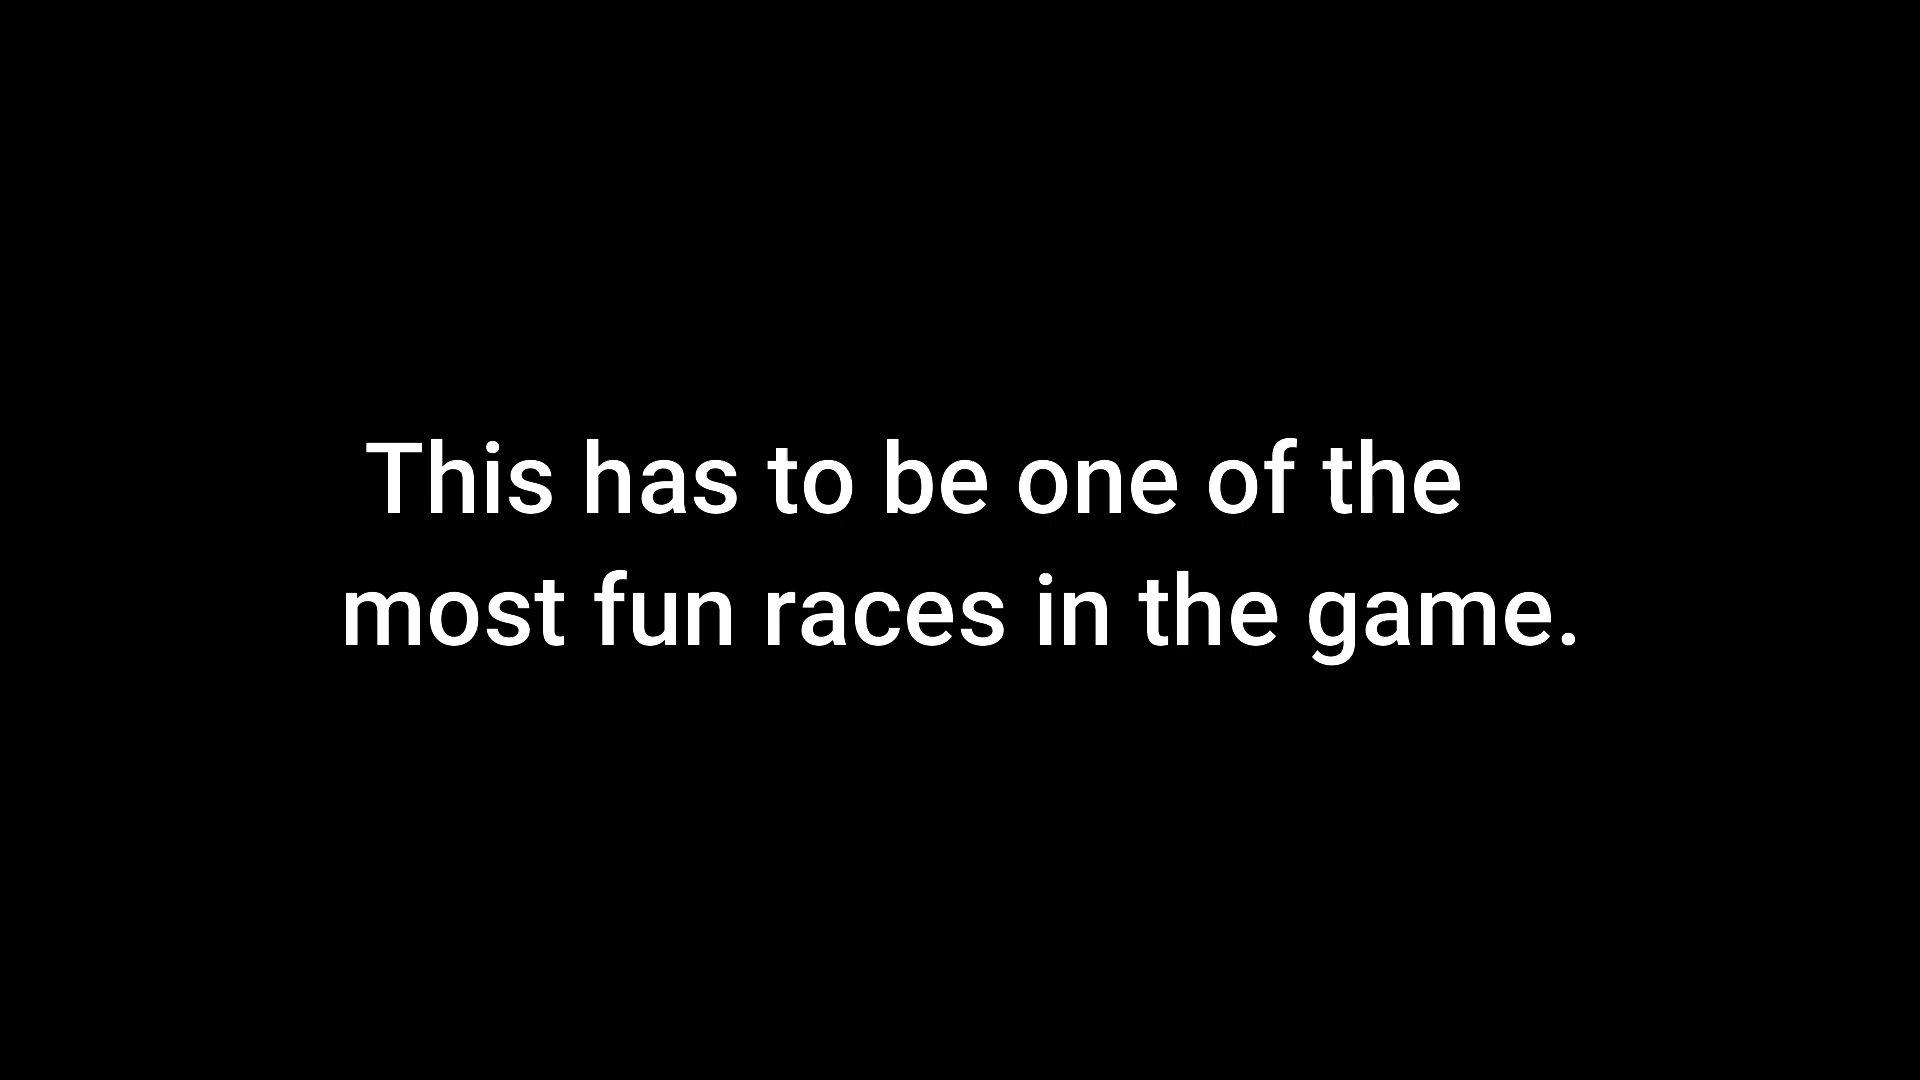 This has to be one of the
most fun races in the game.